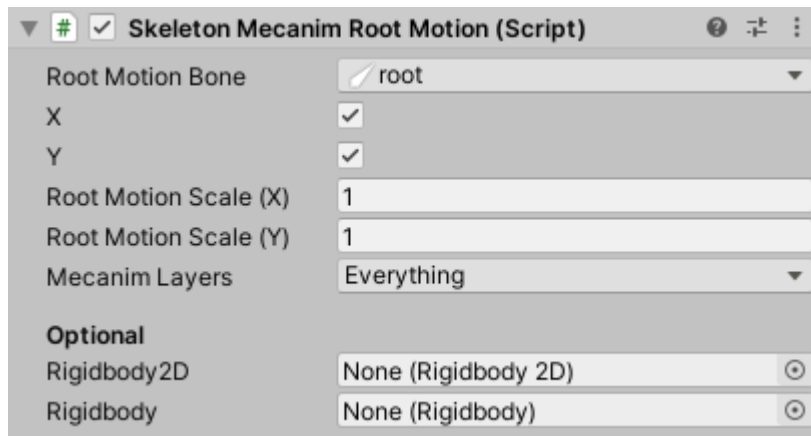 # Skeleton Mecanim Root Motion (Script)
Root Motion Bone root
X
Y
Root Motion Scale (X) 1
Root Motion Scale (Y) 1
Mecanim Layers Everything
Optional
Rigidbody2D None (Rigidbody 2D)
Rigidbody None (Rigidbody)